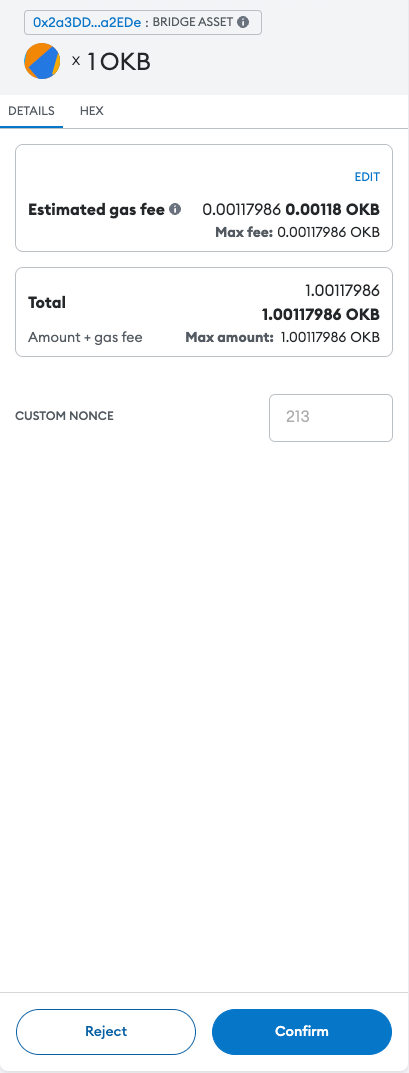 0x2a3DD...a2EDe : BRIDGE ASSET
x 1 OKB
DETAILS HEX
EDIT
Estimated gas fee 0.00117986 0.00118 OKB
Max fee: 0.00117986 OKB
1.00117986
Total
1.00117986 OKB
Amount + gas fee Max amount: 1.00117986 OKB
CUSTOM NONCE 213
Reject Confirm